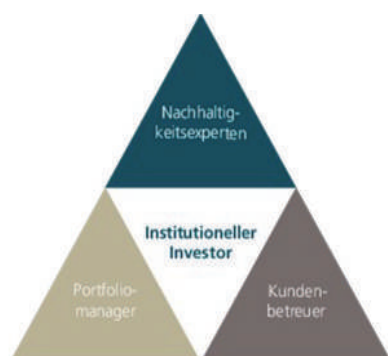 Nachhaltig-
keitsexperten
Institutioneller
Investor
Portfolio-
manager
Kunden-
betreuer